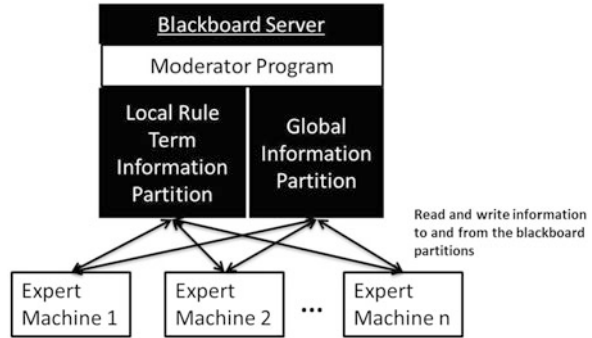 Blackboard Server
Moderator Program
Local Rule
Term
Information
Partition
Global
Information
Partition
Read and write information
to and from the blackboard
partitions
Expert
Machine 1
Expert
Machine 2
...
Expert
Machine n